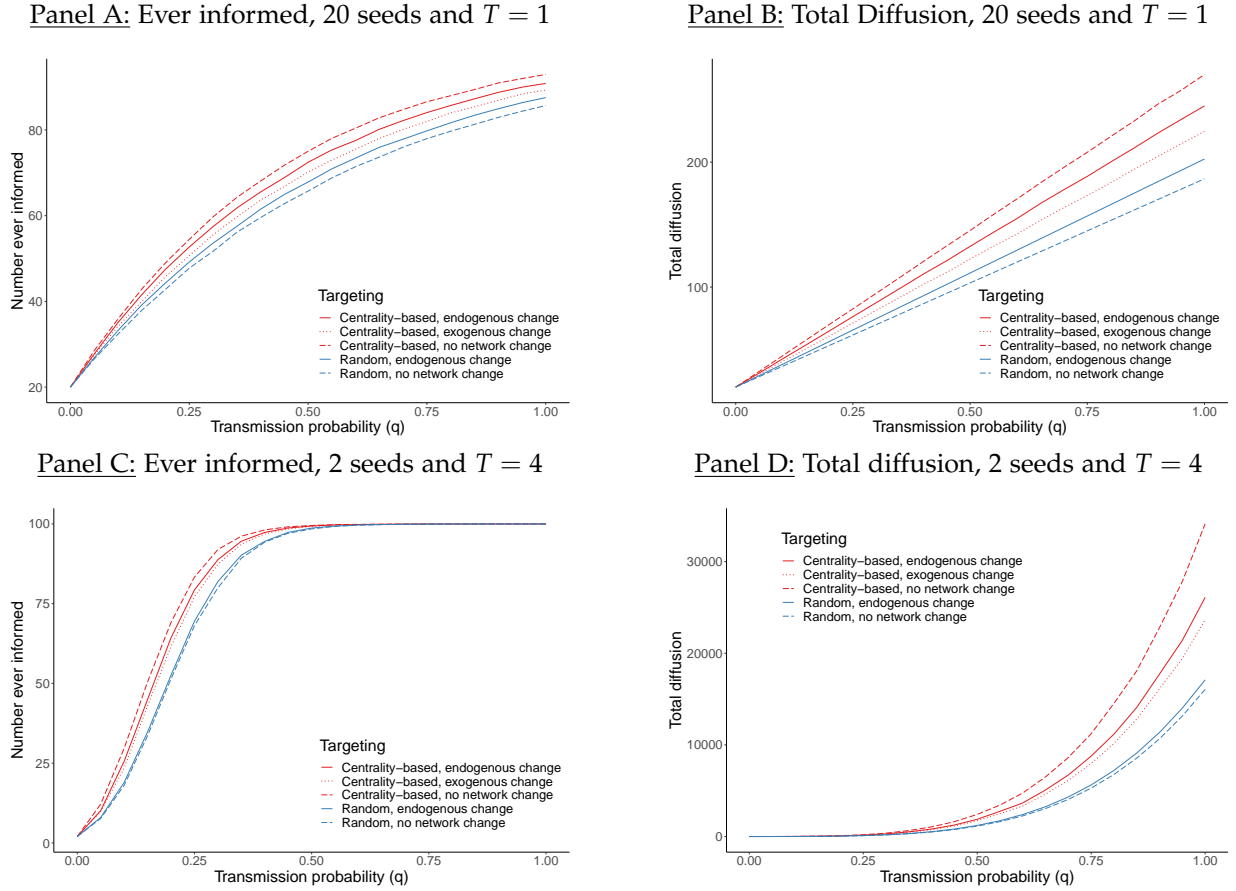 Panel A: Ever informed, 20 seeds and T = 1
80
60
40
20
Number ever informed
Targeting
Centrality−based, endogenous change
Centrality−based, exogenous change
Centrality−based, no network change
Random, endogenous change
Random, no network change
0.00 0.25 0.50 0.75 1.00
Transmission probability (q)
Panel B: Total Diffusion, 20 seeds and T = 1
200
100
Total diffusion
Targeting
Centrality−based, endogenous change
Centrality−based, exogenous change
Centrality−based, no network change
Random, endogenous change
Random, no network change
0.00 0.25 0.50 0.75 1.00
Transmission probability (q)
Panel C: Ever informed, 2 seeds and T = 4
100
75
50
25
0
Number ever informed
Targeting
Centrality−based, endogenous change
Centrality−based, exogenous change
Centrality−based, no network change
Random, endogenous change
Random, no network change
0.00 0.25 0.50 0.75 1.00
Transmission probability (q)
Panel D: Total diffusion, 2 seeds and T = 4
30000
20000
10000
0
Total diffusion
Targeting
Centrality−based, endogenous change
Centrality−based, exogenous change
Centrality−based, no network change
Random, endogenous change
Random, no network change
0.00 0.25 0.50 0.75 1.00
Transmission probability (q)